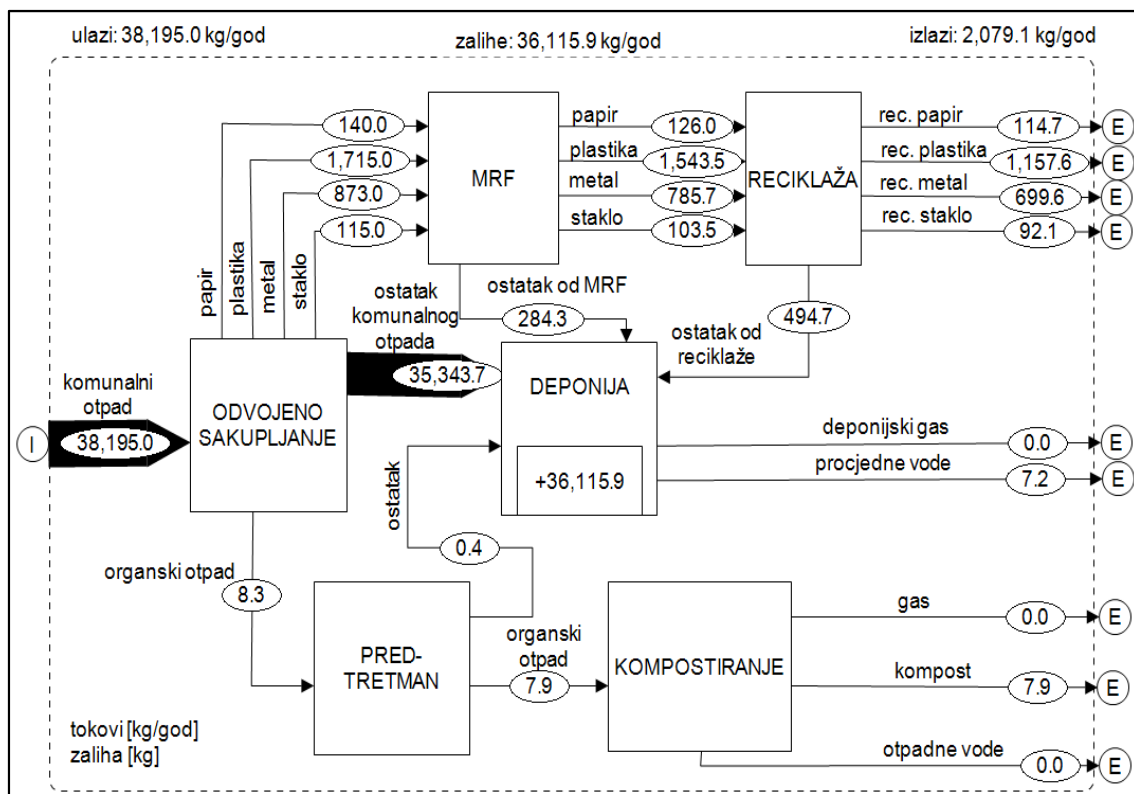 ulazi: 38,195.0 kg/god
zalihe: 36,115.9 kg/god
izlazi: 2,079.1 kg/god
papir
plastika
metal
staklo
140.0
1,715.0
873.0
115.0
MRF
papir
plastika
metal
staklo
126.0
1,543.5
785.7
103.5
RECIKLAŽA
rec. papir
rec. plastika
rec. metal
rec. staklo
114.7
1,157.6
699.6
92.1
E
E
E
E
ostatak od MRF
284.3
494.7
ostatak od
reciklaže
ostatak
komunalnog
otpada
35,343.7
komunalni
otpad
I
38,195.0
ODVOJENO
SAKUPLJANJE
DEPONIJA
+36,115.9
deponijski gas
0.0
E
procjedne vode
7.2
E
ostatak
0.4
organski otpad
8.3
PRED-
TRETMAN
organski
otpad
7.9
KOMPOSTIRANJE
gas
0.0
E
kompost
7.9
E
otpadne vode
0.0
E
tokovi [kg/god]
zaliha [kg]